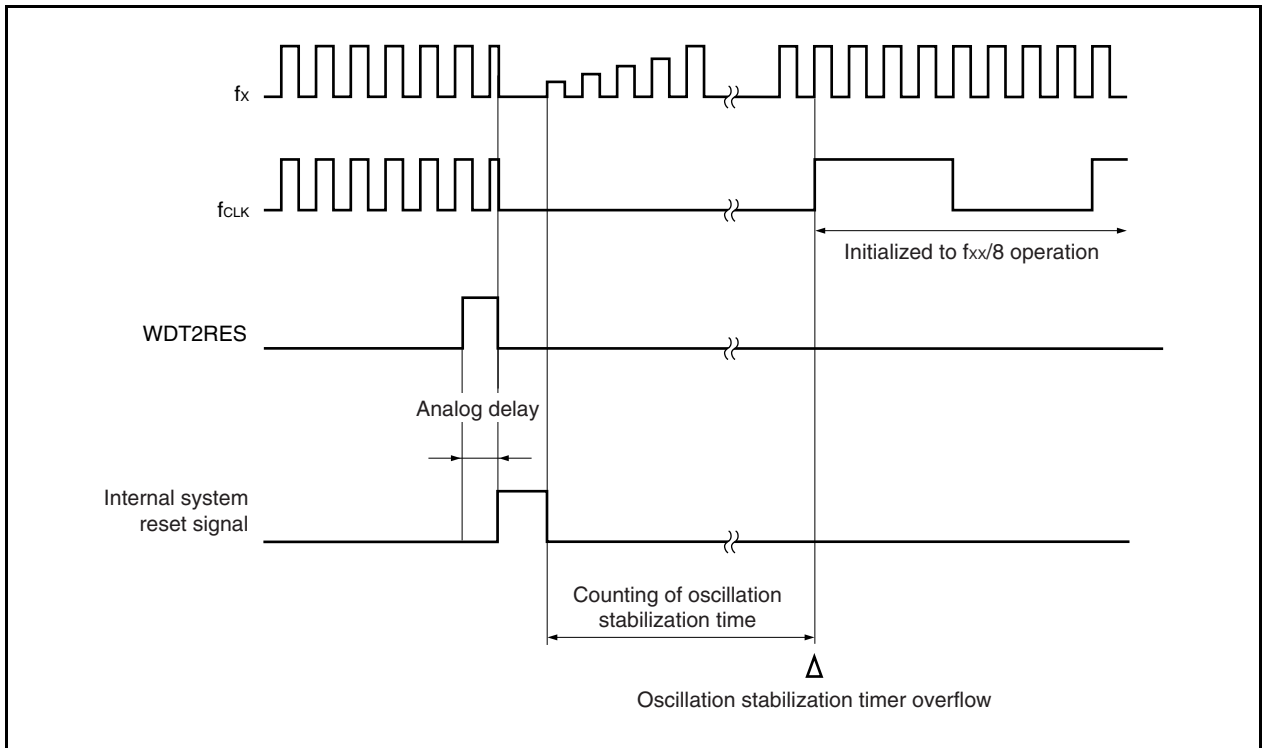 fX
fCLK
Initialized to fXX/8 operation
WDT2RES
Analog delay
Internal system
reset signal
Counting of oscillation
stabilization time
Oscillation stabilization timer overflow